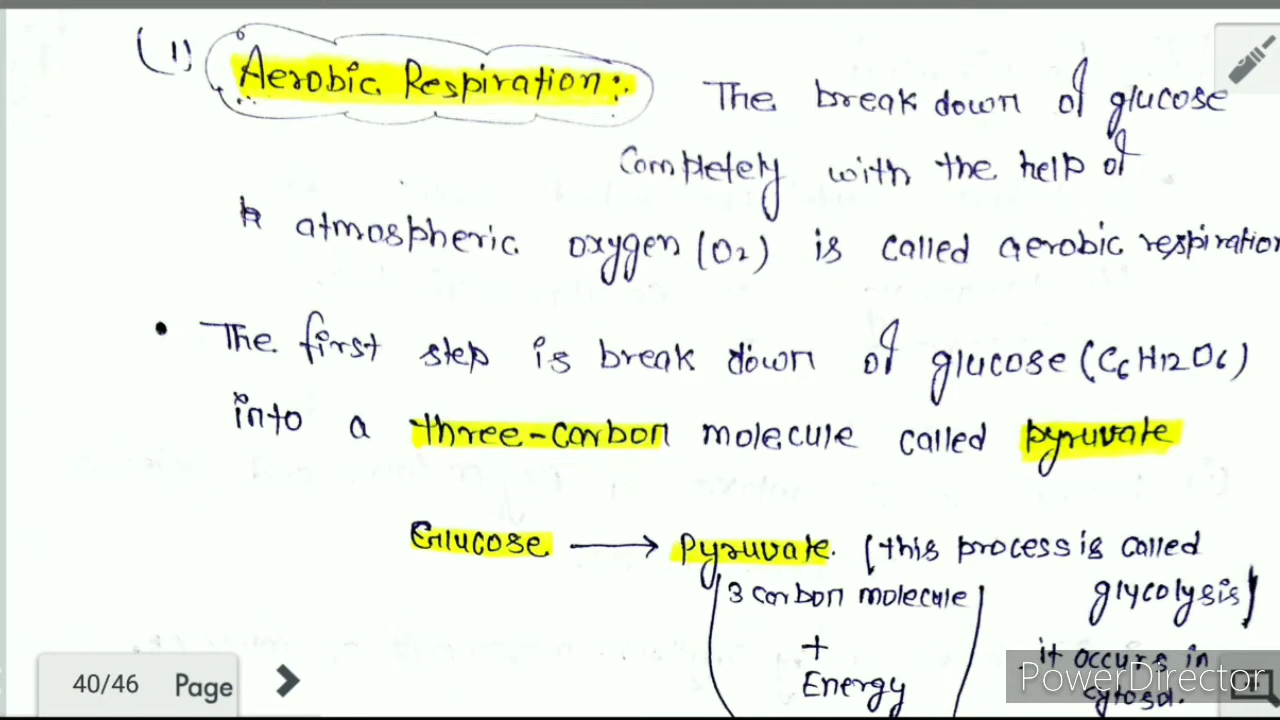 (1) Aerobic Respiration:. The break down of glucose
completely with the help of
atmospheric oxygen (O2) is called aerobic respiration
• The first step is break down of glucose (C6H12O6)
into a three-carbon molecule called pyruvate
Glucose → Pyruvate. (this process is called
3 carbon molecule glycolysis)
+ it occurs in
Energy cytosol.
40/46 Page
PowerDirector